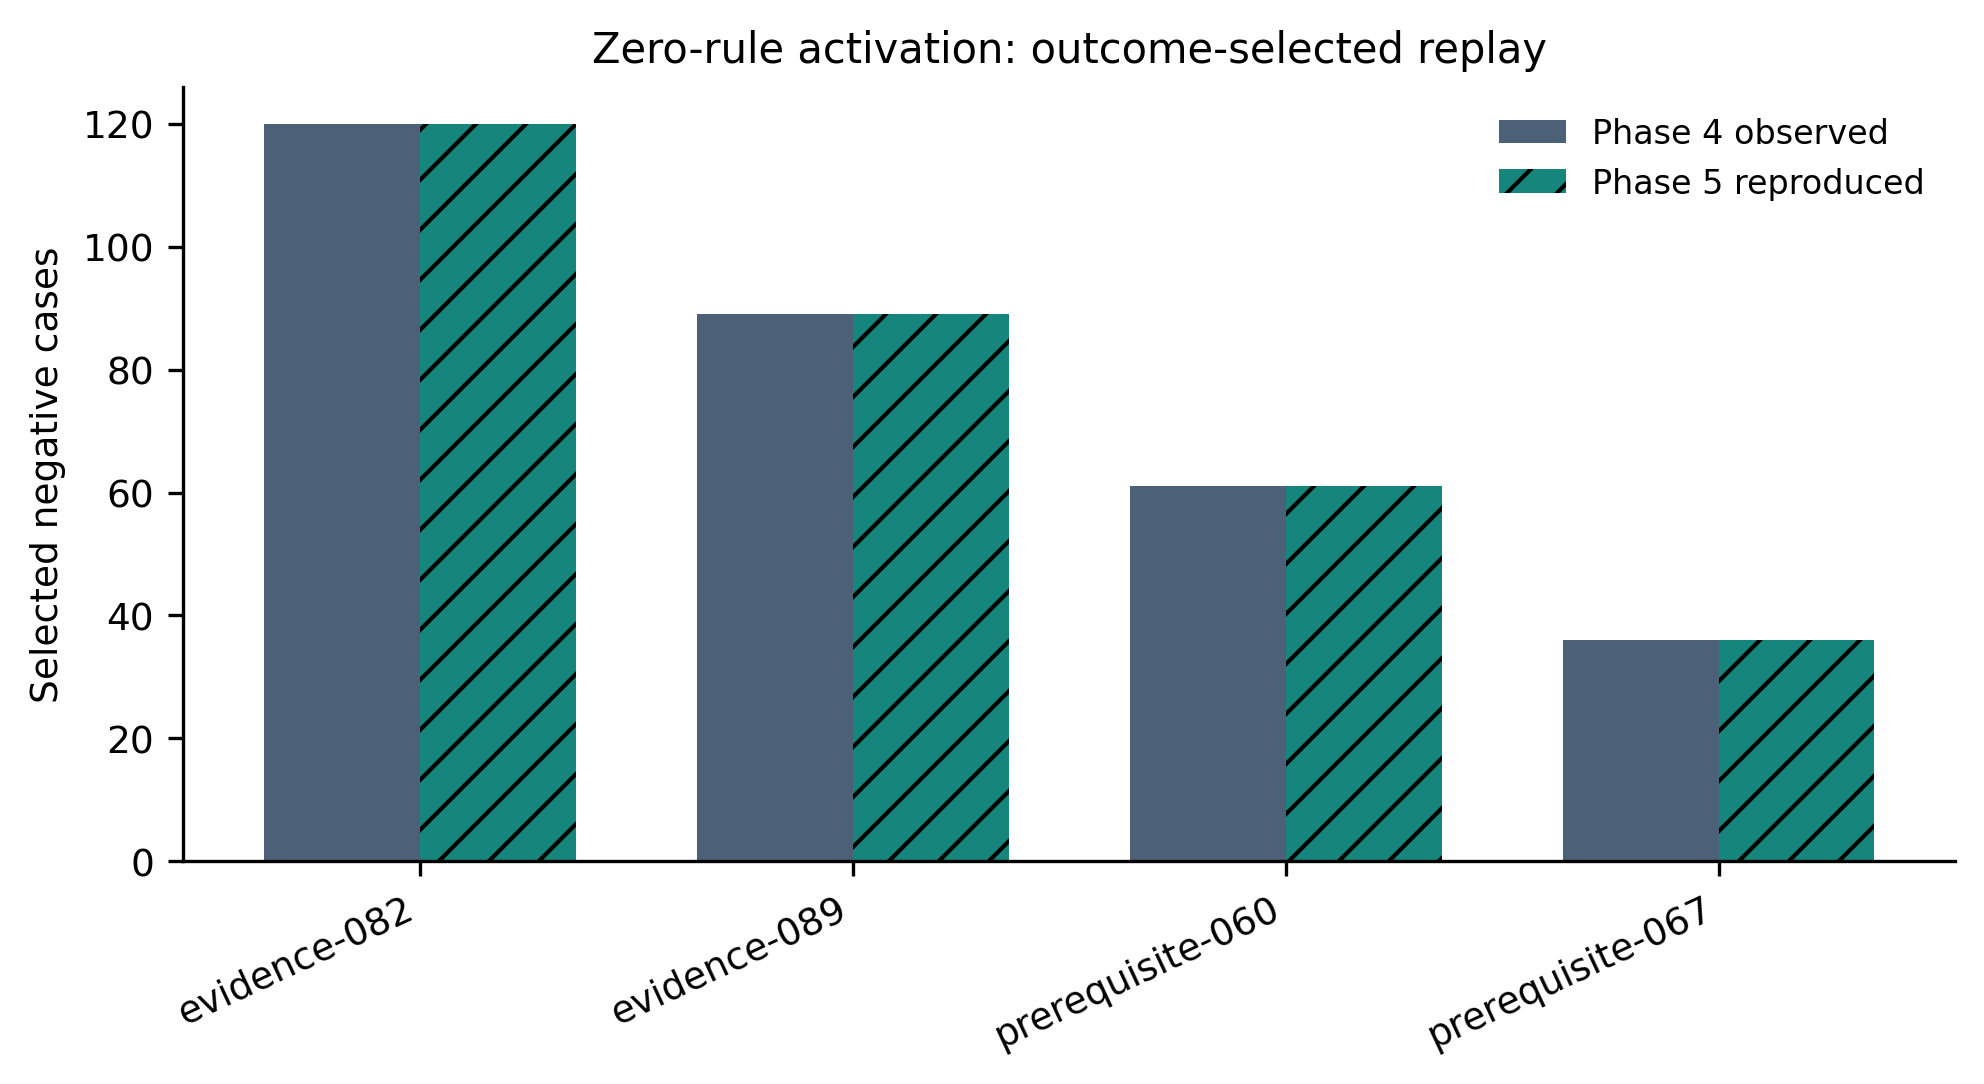 Zero-rule activation: outcome-selected replay
Phase 4 observed
Phase 5 reproduced
Selected negative cases
120
100
80
60
40
20
0
evidence-082
evidence-089
prerequisite-060
prerequisite-067